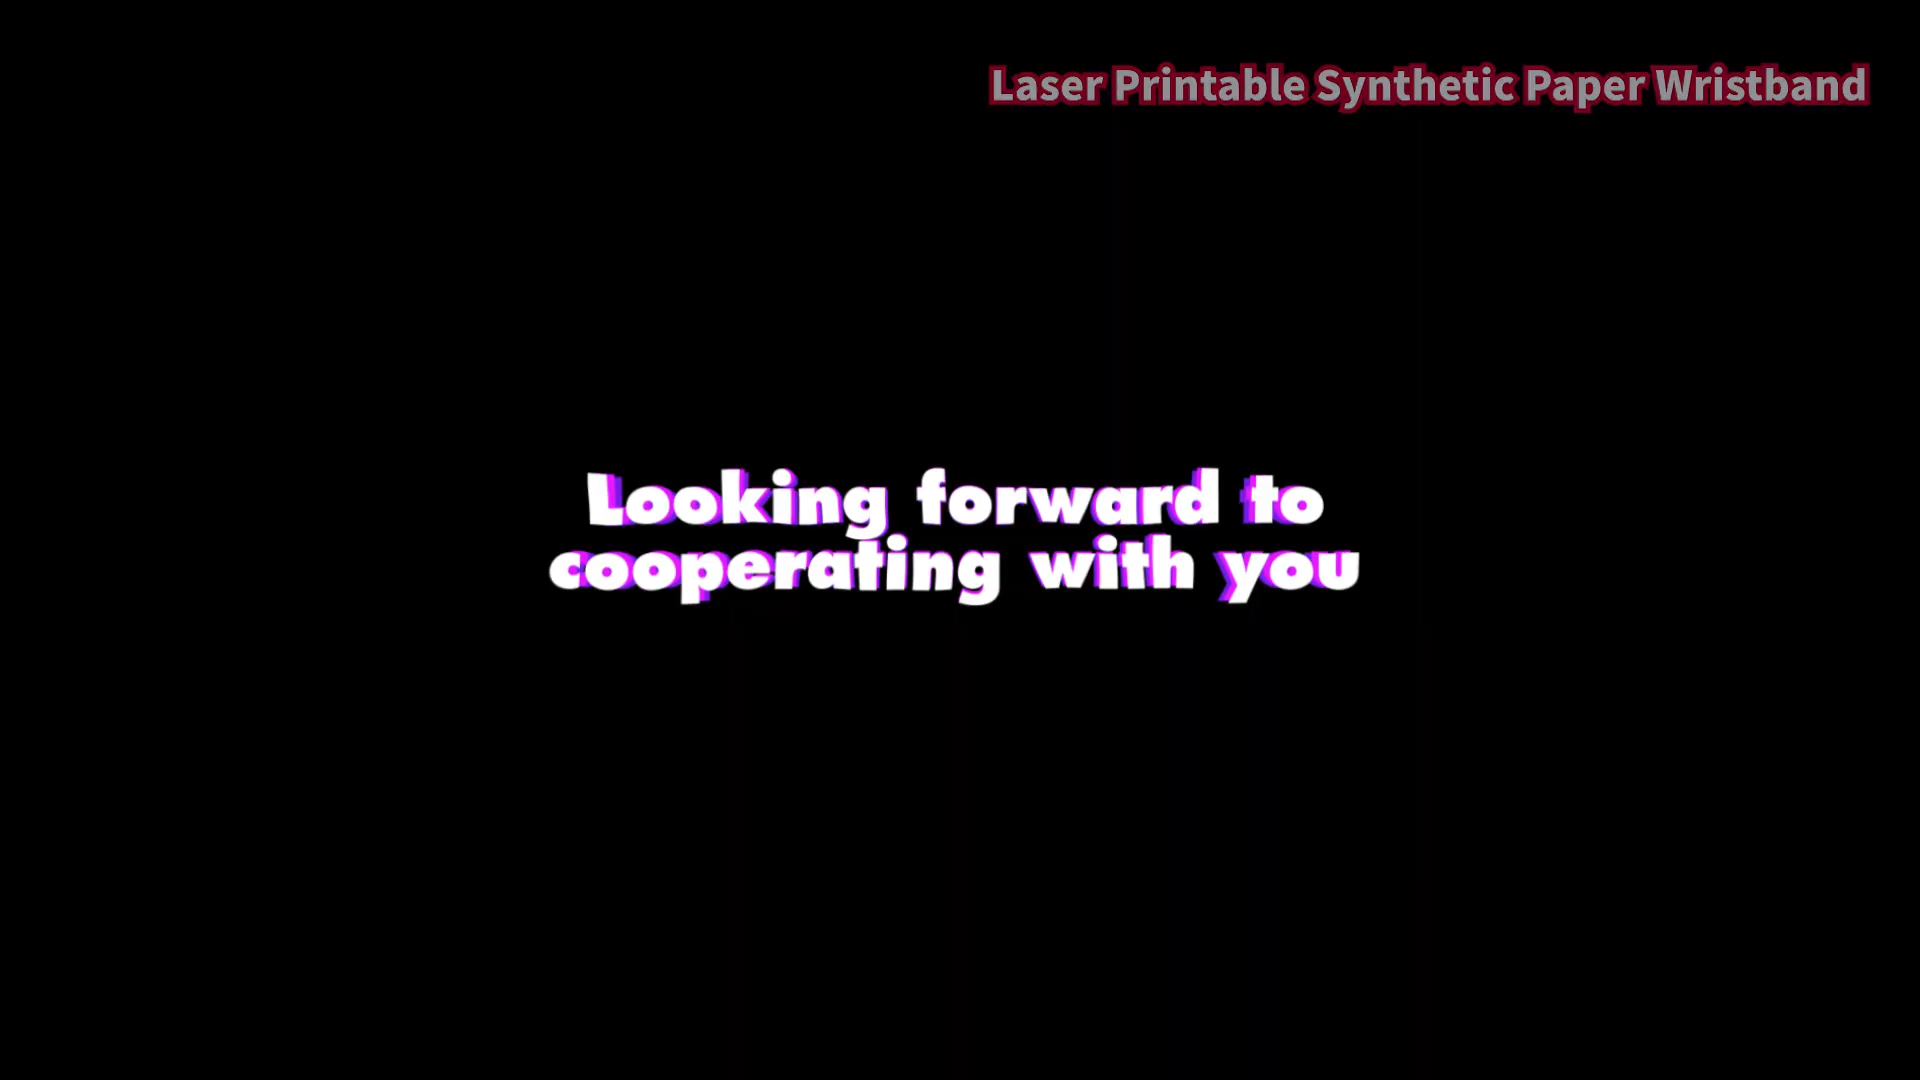 Laser Printable Synthetic Paper Wristband
Looking forward to
cooperating with you